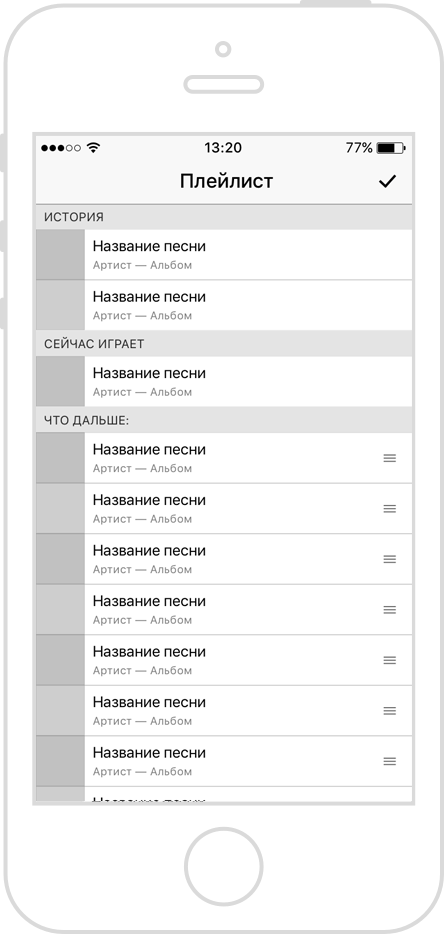 13:20
77%
Плейлист
ИСТОРИЯ
Название песни
Артист — Альбом
Название песни
Артист — Альбом
СЕЙЧАС ИГРАЕТ
Название песни
Артист — Альбом
ЧТО ДАЛЬШЕ:
Название песни
Артист — Альбом
Название песни
Артист — Альбом
Название песни
Артист — Альбом
Название песни
Артист — Альбом
Название песни
Артист — Альбом
Название песни
Артист — Альбом
Название песни
Артист — Альбом